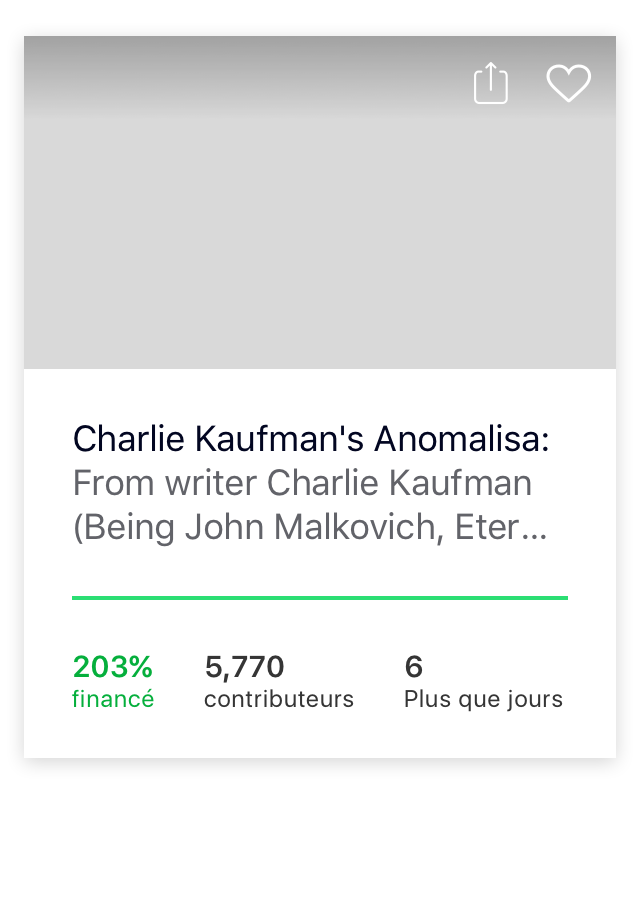 Charlie Kaufman's Anomalisa:
From writer Charlie Kaufman
(Being John Malkovich, Eter...
203%
financé
5,770
contributeurs
6
Plus que jours